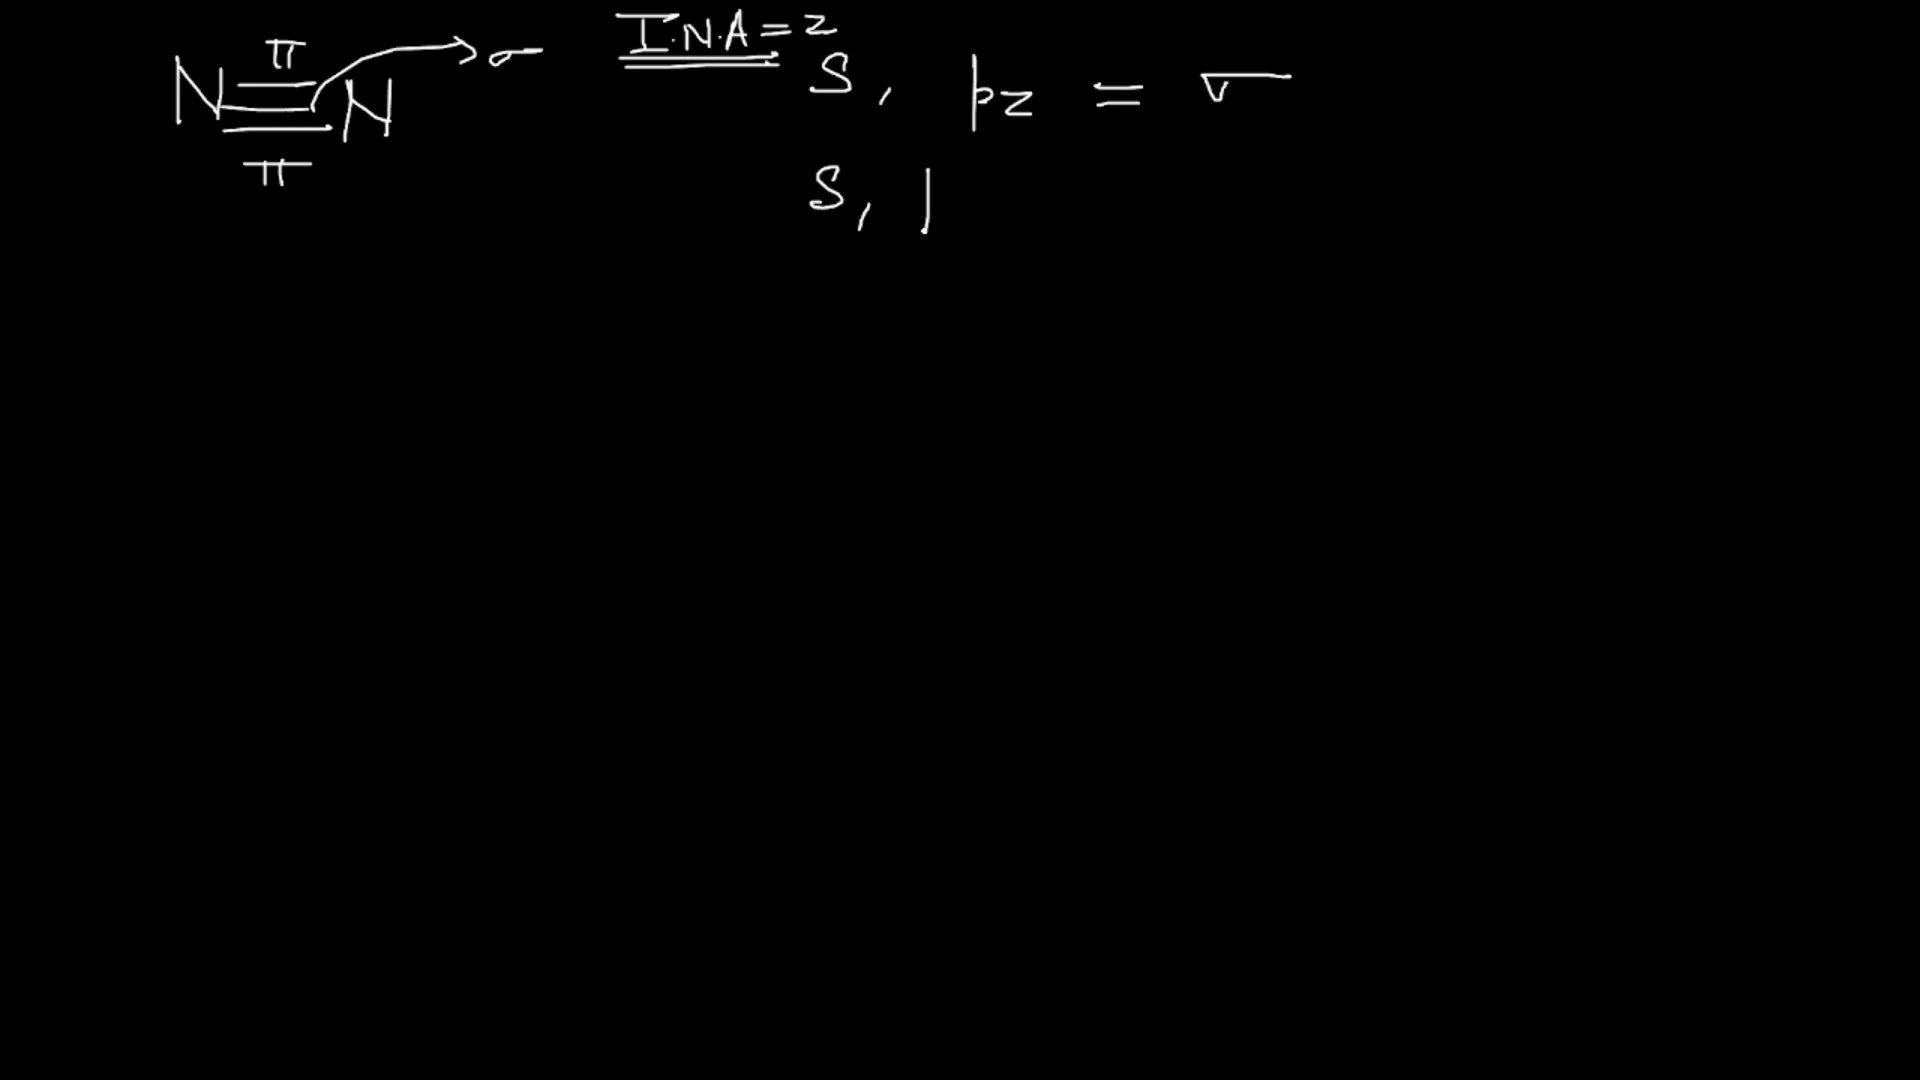 π
N≡N → σ
π
I.N.A = z
S, pz = σ
S, |